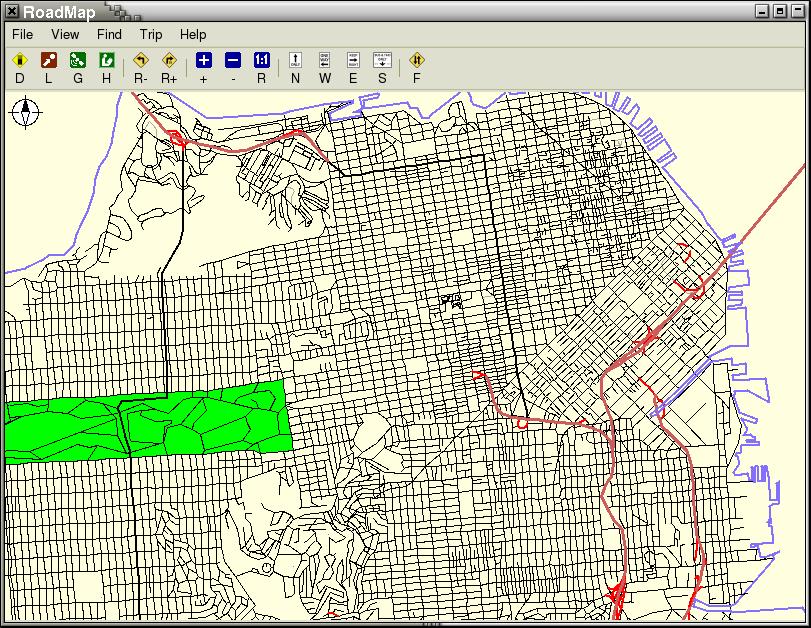 RoadMap
File View Find Trip Help
1:1
D L G H R- R+ + - R N W E S F